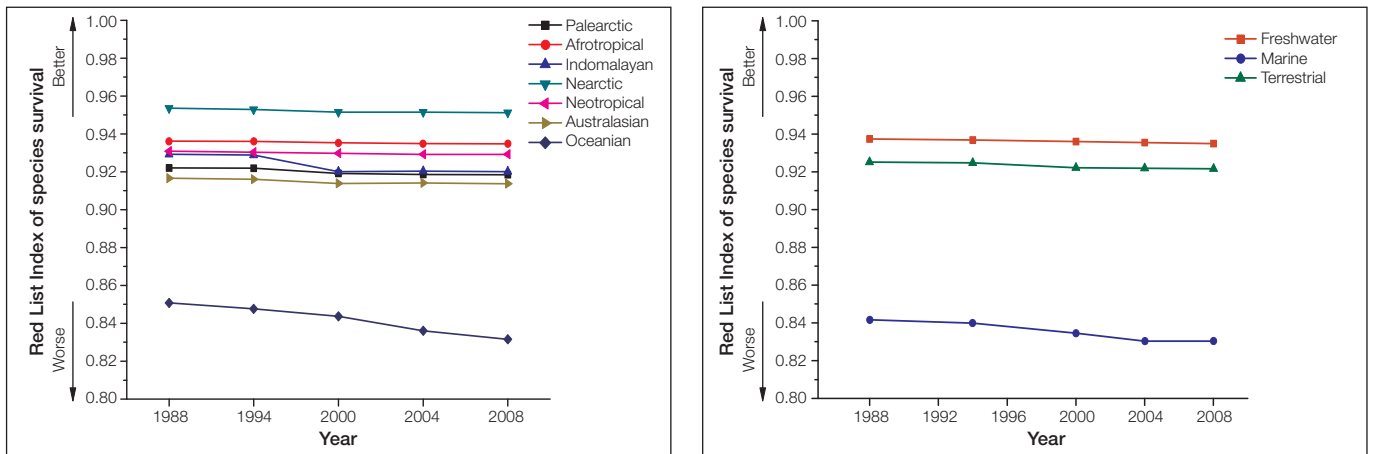 Red List Index of species survival
Better
Worse
1.00
0.98
0.96
0.94
0.92
0.90
0.88
0.86
0.84
0.82
0.80
1988 1994 2000 2004 2008
Year
Palearctic
Afrotropical
Indomalayan
Nearctic
Neotropical
Australasian
Oceanian
Red List Index of species survival
Better
Worse
1.00
0.98
0.96
0.94
0.92
0.90
0.88
0.86
0.84
0.82
0.80
1988 1992 1996 2000 2004 2008
Year
Freshwater
Marine
Terrestrial